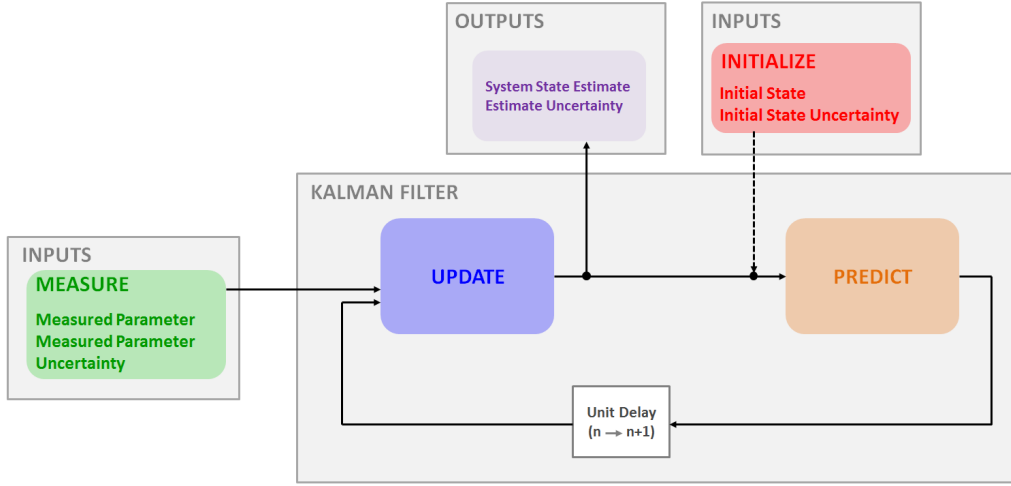 OUTPUTS
System State Estimate
Estimate Uncertainty
INPUTS
INITIALIZE
Initial State
Initial State Uncertainty
KALMAN FILTER
INPUTS
MEASURE
Measured Parameter
Measured Parameter
Uncertainty
UPDATE
PREDICT
Unit Delay
(n → n+1)